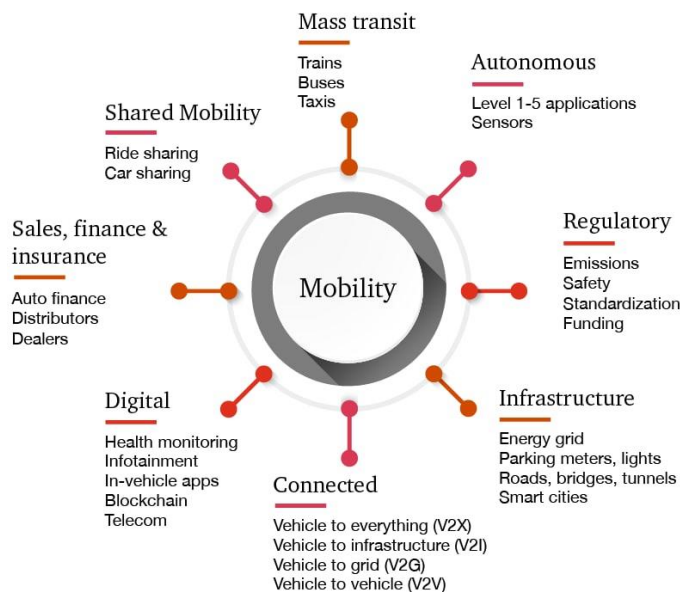 Mass transit
Trains
Buses
Taxis
Autonomous
Level 1-5 applications
Sensors
Shared Mobility
Ride sharing
Car sharing
Regulatory
Emissions
Safety
Standardization
Funding
Sales, finance &
insurance
Auto finance
Distributors
Dealers
Mobility
Infrastructure
Energy grid
Parking meters, lights
Roads, bridges, tunnels
Smart cities
Digital
Health monitoring
Infotainment
In-vehicle apps
Blockchain
Telecom
Connected
Vehicle to everything (V2X)
Vehicle to infrastructure (V2I)
Vehicle to grid (V2G)
Vehicle to vehicle (V2V)